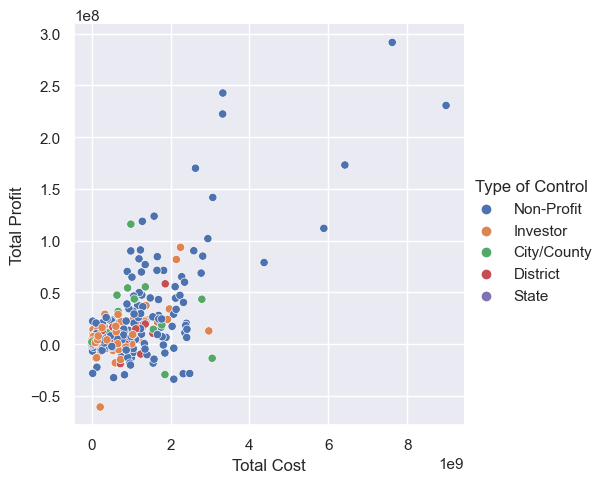 1e8
3.0
2.5
2.0
1.5
1.0
0.5
0.0
−0.5
Total Profit
0
2
4
6
8
1e9
Total Cost
Type of Control
Non-Profit
Investor
City/County
District
State